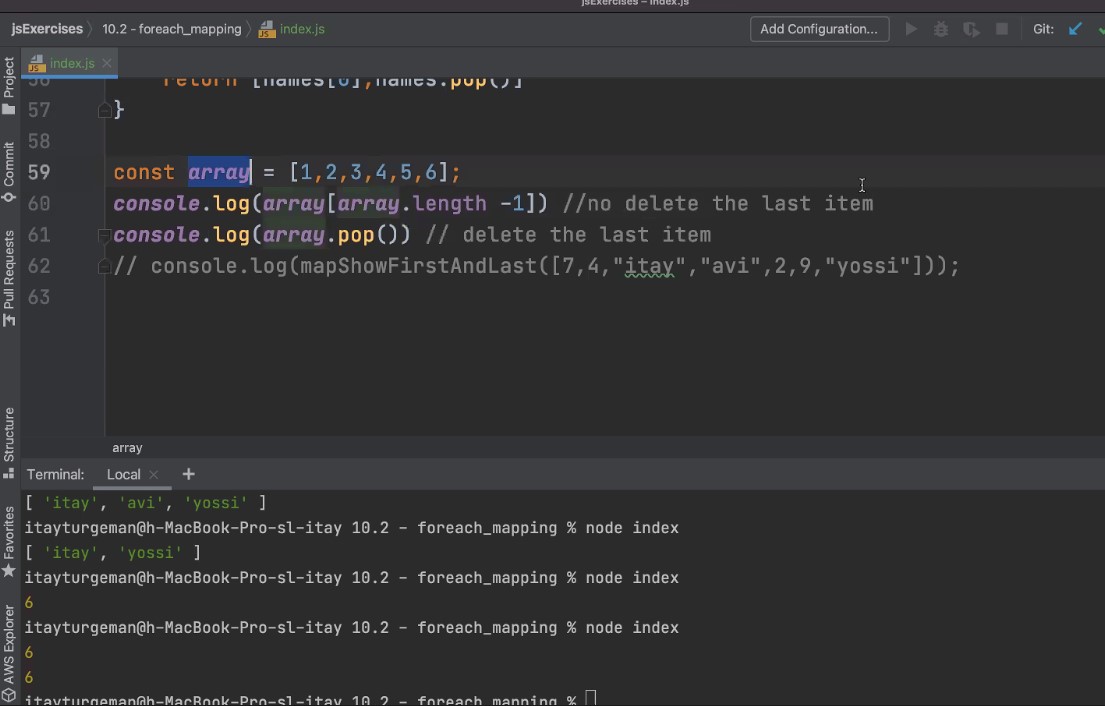 jsExercises – index.js
jsExercises 10.2 - foreach_mapping index.js Add Configuration... Git:
index.js
Project
Commit
Pull Requests
Structure
Favorites
AWS Explorer
56 return [names[0],names.pop()]
57 }
58
59 const array = [1,2,3,4,5,6];
60 console.log(array[array.length -1]) //no delete the last item
61 console.log(array.pop()) // delete the last item
62 // console.log(mapShowFirstAndLast([7,4,"itay","avi",2,9,"yossi"]));
63
array
Terminal: Local +
[ 'itay', 'avi', 'yossi' ]
itayturgeman@h-MacBook-Pro-sl-itay 10.2 - foreach_mapping % node index
[ 'itay', 'yossi' ]
itayturgeman@h-MacBook-Pro-sl-itay 10.2 - foreach_mapping % node index
6
itayturgeman@h-MacBook-Pro-sl-itay 10.2 - foreach_mapping % node index
6
6
itayturgeman@h-MacBook-Pro-sl-itay 10.2 - foreach_mapping %